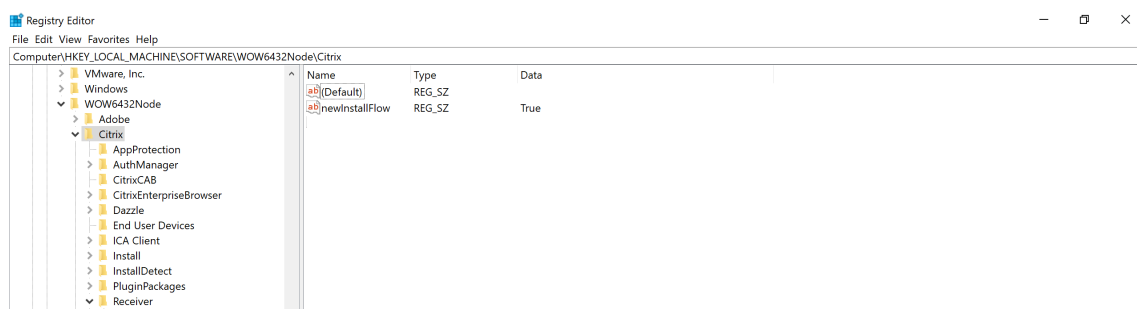 Registry Editor
File Edit View Favorites Help
Computer\HKEY_LOCAL_MACHINE\SOFTWARE\WOW6432Node\Citrix
VMware, Inc.
Windows
WOW6432Node
Adobe
Citrix
AppProtection
AuthManager
CitrixCAB
CitrixEnterpriseBrowser
Dazzle
End User Devices
ICA Client
Install
InstallDetect
PluginPackages
Receiver
Name Type Data
ab (Default) REG_SZ
ab newInstallFlow REG_SZ True